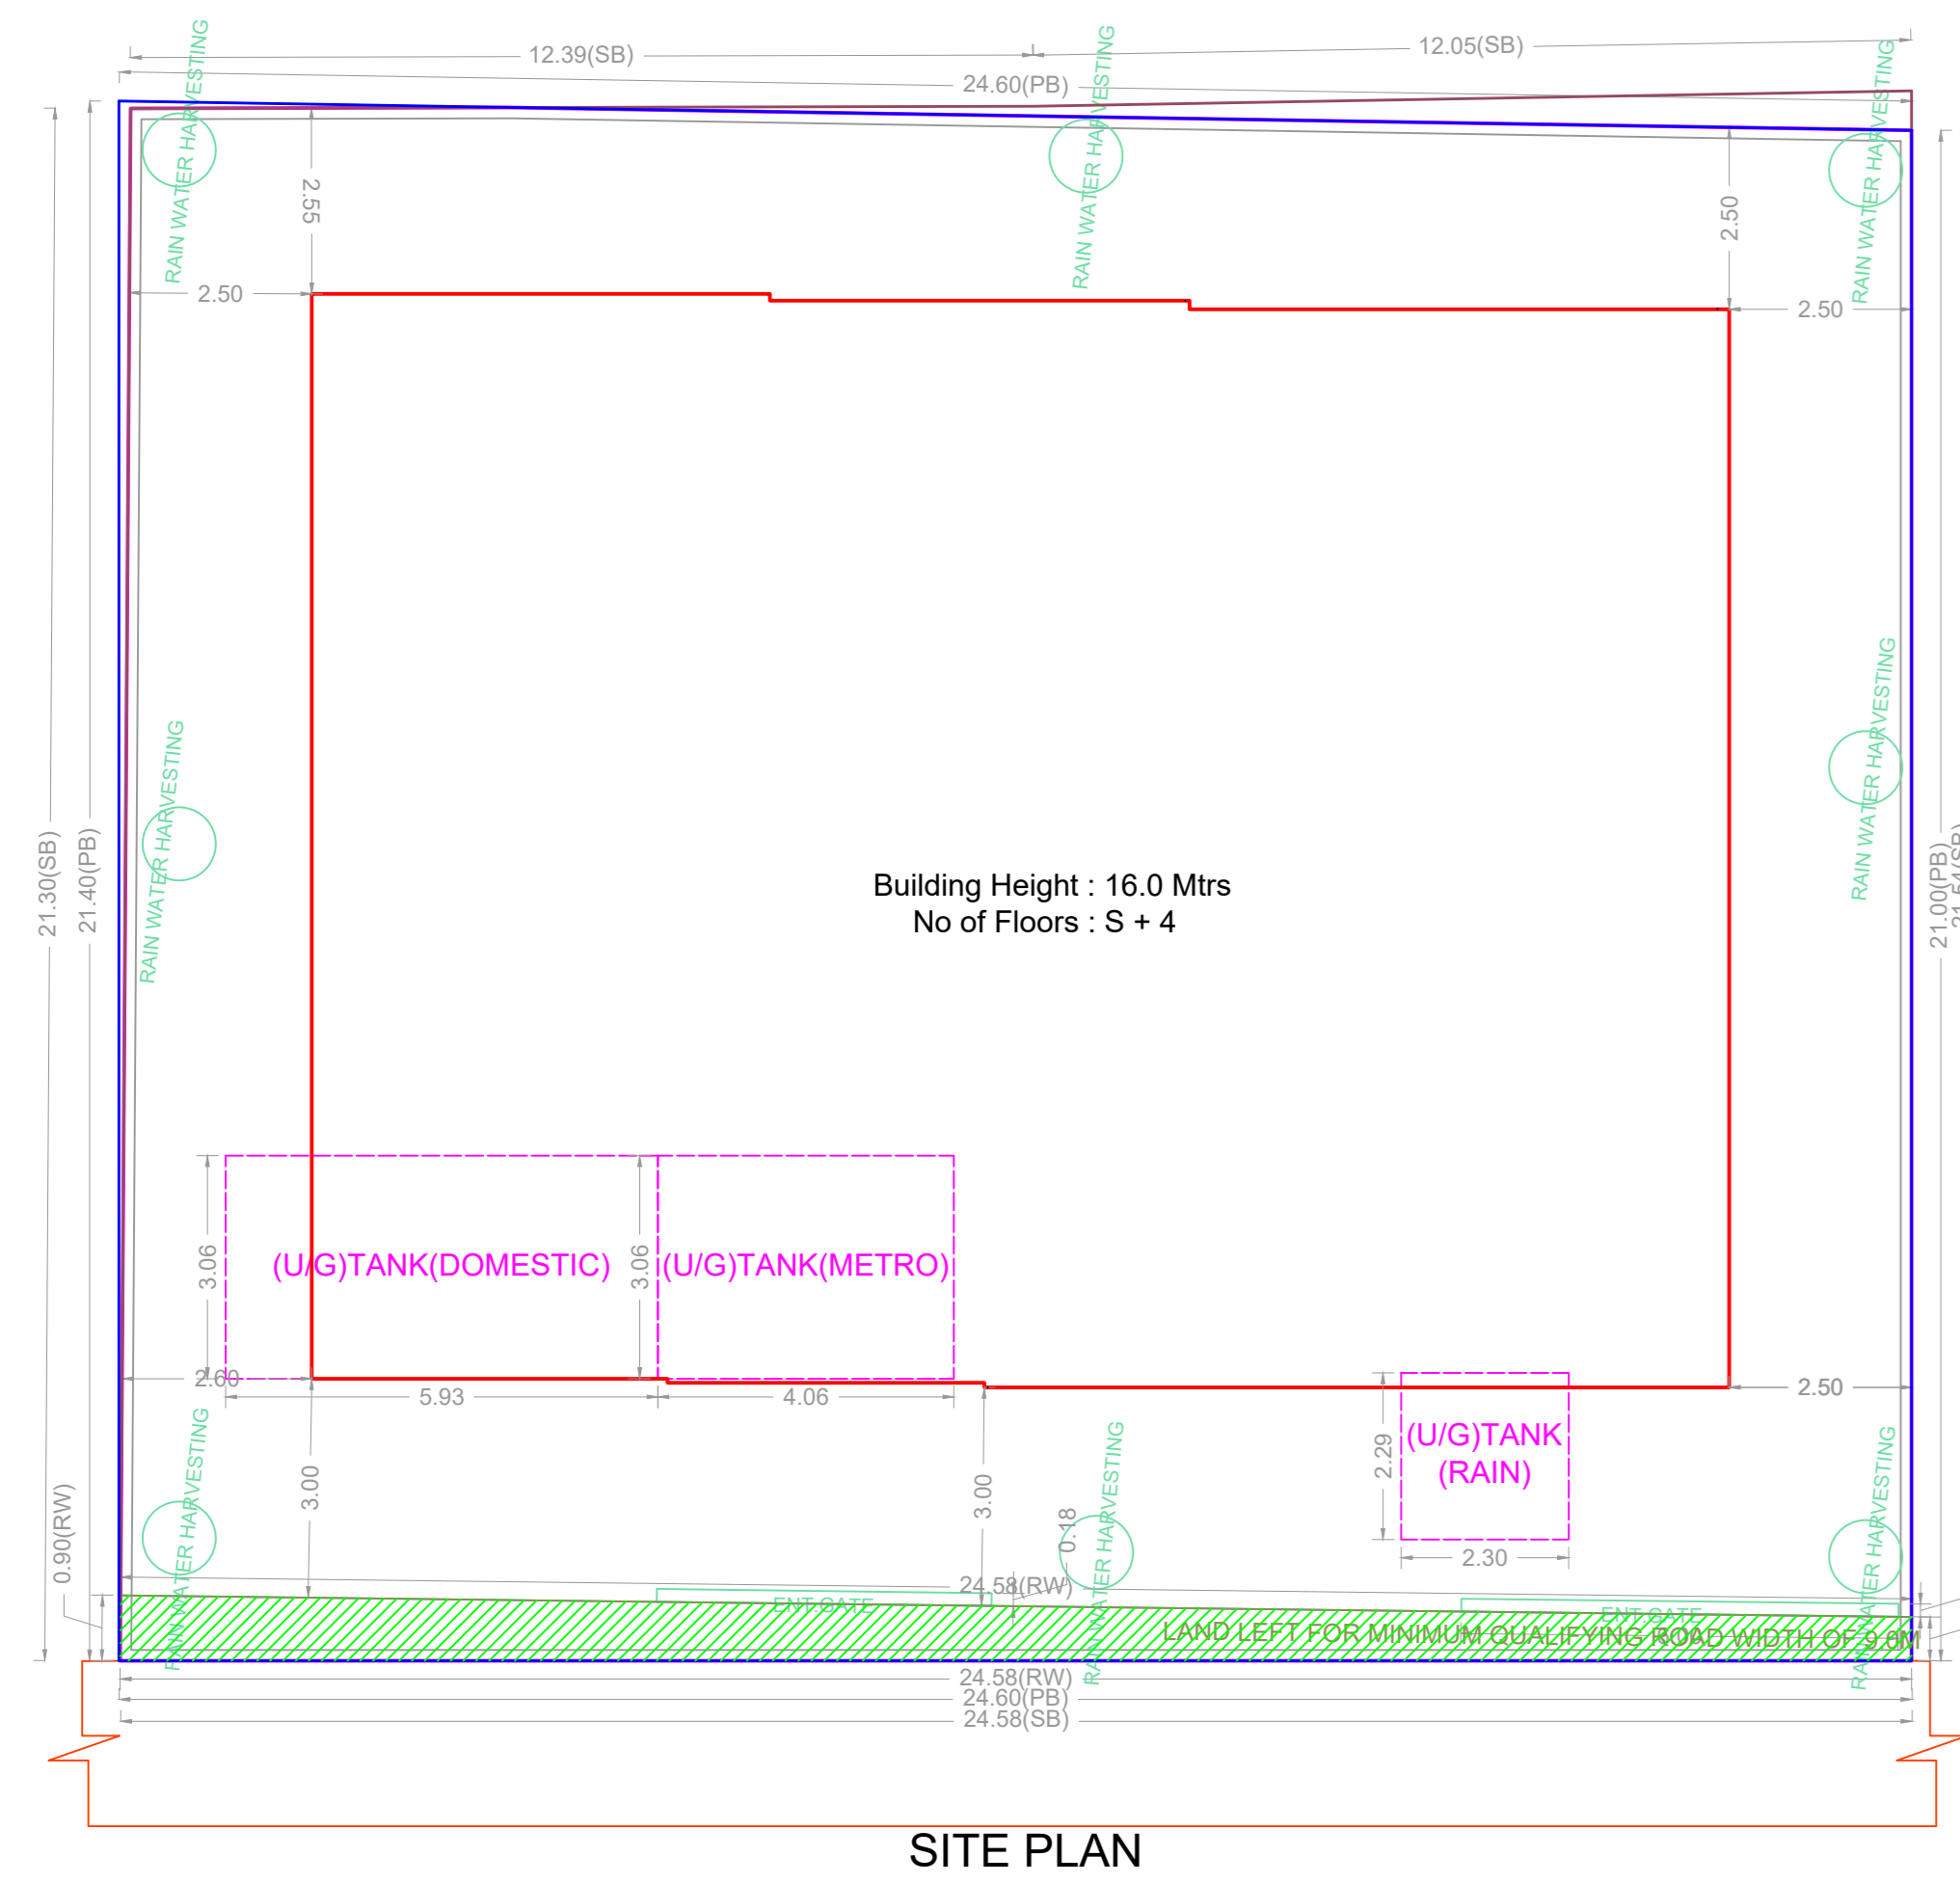 12.39(SB)
12.05(SB)
24.60(PB)
RAIN WATER HARVESTING
RAIN WATER HARVESTING
RAIN WATER HARVESTING
2.55
2.50
2.50
2.50
RAIN WATER HARVESTING
RAIN WATER HARVESTING
21.30(SB)
21.40(PB)
21.00(PB)
21.54(SB)
Building Height : 16.0 Mtrs
No of Floors : S + 4
3.06
(U/G)TANK(DOMESTIC)
3.06
(U/G)TANK(METRO)
2.60
5.93
4.06
2.50
(U/G)TANK
(RAIN)
2.29
2.30
3.00
3.00
0.18
0.90(RW)
RAIN WATER HARVESTING
RAIN WATER HARVESTING
RAIN WATER HARVESTING
24.58(RW)
ENT.GATE
ENT.GATE
LAND LEFT FOR MINIMUM QUALIFYING ROAD WIDTH OF 9.0M
24.58(RW)
24.60(PB)
24.58(SB)
SITE PLAN